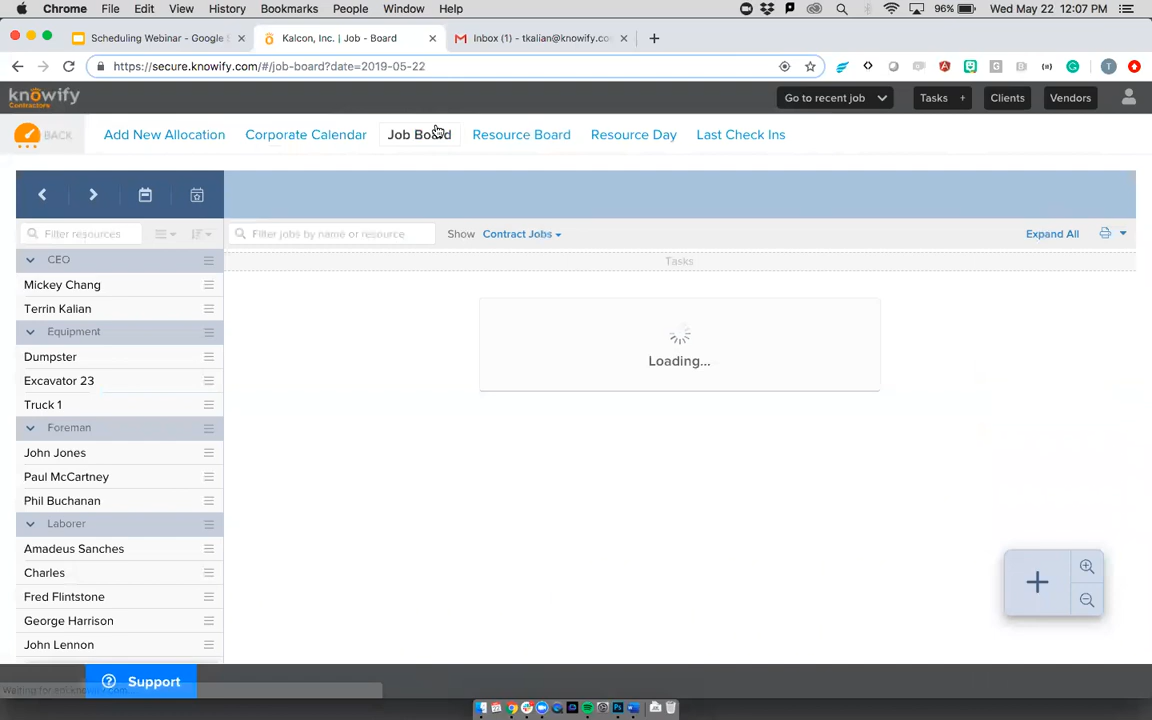 Chrome File Edit View History Bookmarks People Window Help 96% Wed May 22 12:07 PM
Scheduling Webinar - Google Kalcon, Inc. | Job - Board Inbox (1) - tkalian@knowify.co
https://secure.knowify.com/#/job-board?date=2019-05-22 T
knowify Contractors Go to recent job Tasks + Clients Vendors
BACK Add New Allocation Corporate Calendar Job Board Resource Board Resource Day Last Check Ins
Filter resources Filter jobs by name or resource Show Contract Jobs Expand All
CEO Tasks
Mickey Chang
Terrin Kalian
Equipment
Dumpster
Loading...
Excavator 23
Truck 1
Foreman
John Jones
Paul McCartney
Phil Buchanan
Laborer
Amadeus Sanches
Charles
Fred Flintstone
George Harrison
John Lennon
Support